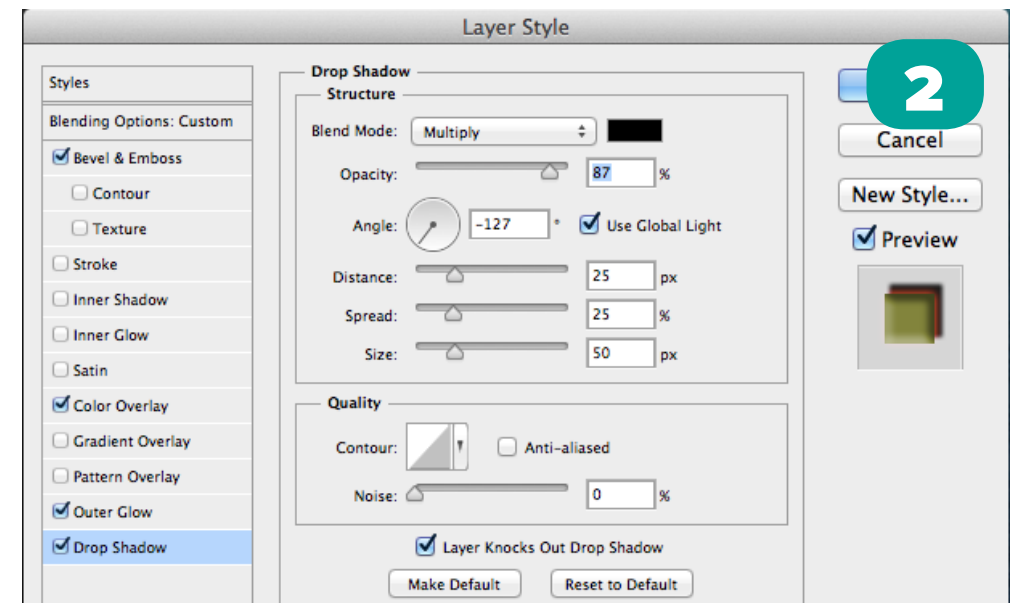 Layer Style
2
Styles
Blending Options: Custom
Bevel & Emboss
Contour
Texture
Stroke
Inner Shadow
Inner Glow
Satin
Color Overlay
Gradient Overlay
Pattern Overlay
Outer Glow
Drop Shadow
Drop Shadow
Structure
Blend Mode: Multiply
Opacity: 87 %
Angle: -127 ° Use Global Light
Distance: 25 px
Spread: 25 %
Size: 50 px
Quality
Contour: Anti-aliased
Noise: 0 %
Layer Knocks Out Drop Shadow
Make Default Reset to Default
Cancel
New Style...
Preview